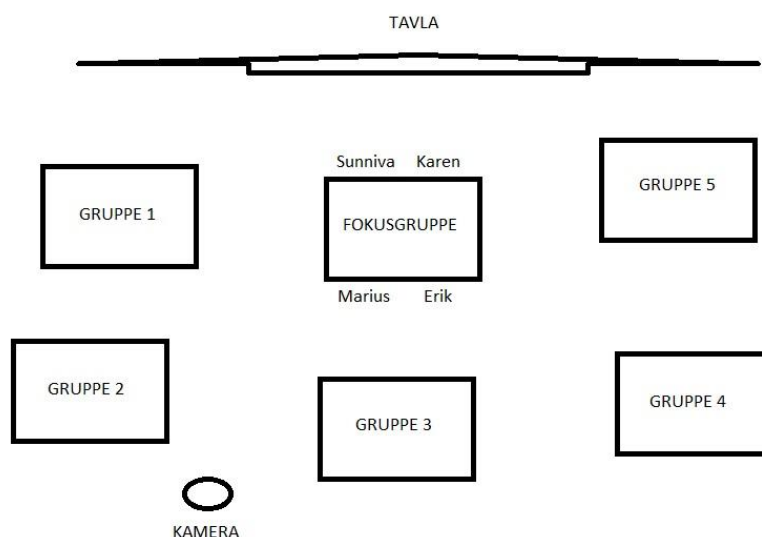 TAVLA
Sunniva Karen
GRUPPE 1
FOKUSGRUPPE
GRUPPE 5
Marius Erik
GRUPPE 2
GRUPPE 3
GRUPPE 4
KAMERA